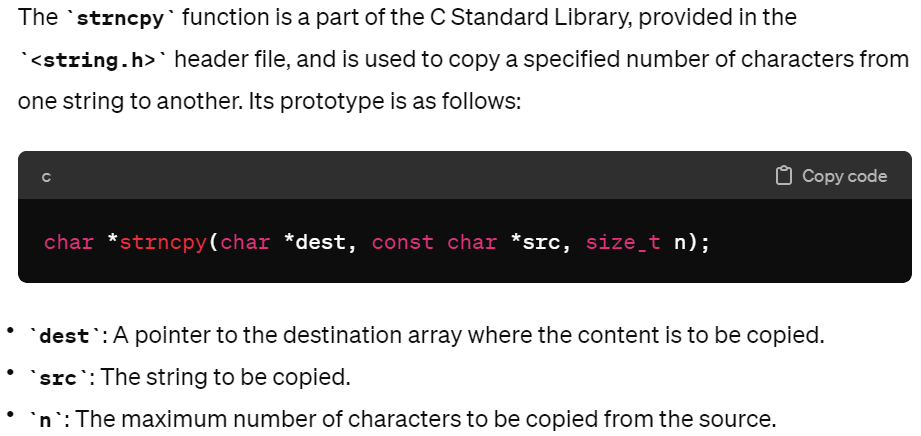 The `strncpy` function is a part of the C Standard Library, provided in the
`<string.h>` header file, and is used to copy a specified number of characters from
one string to another. Its prototype is as follows:
c
Copy code
char *strncpy(char *dest, const char *src, size_t n);
• `dest`: A pointer to the destination array where the content is to be copied.
• `src`: The string to be copied.
• `n`: The maximum number of characters to be copied from the source.